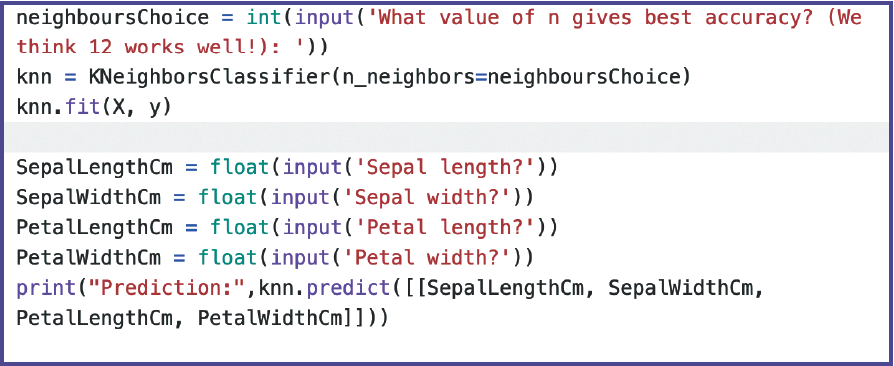 neighboursChoice = int(input('What value of n gives best accuracy? (We
think 12 works well!): '))
knn = KNeighborsClassifier(n_neighbors=neighboursChoice)
knn.fit(X, y)
SepalLengthCm = float(input('Sepal length?'))
SepalWidthCm = float(input('Sepal width?'))
PetalLengthCm = float(input('Petal length?'))
PetalWidthCm = float(input('Petal width?'))
print("Prediction:",knn.predict([[SepalLengthCm, SepalWidthCm,
PetalLengthCm, PetalWidthCm]]))